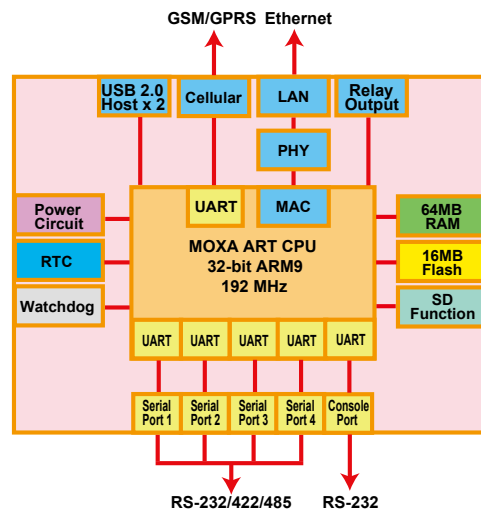 GSM/GPRS Ethernet
USB 2.0
Host x 2
Cellular
LAN
Relay
Output
PHY
Power
Circuit
UART
MAC
64MB
RAM
MOXA ART CPU
32-bit ARM9
192 MHz
RTC
16MB
Flash
Watchdog
SD
Function
UART UART UART UART UART
Serial
Port 1
Serial
Port 2
Serial
Port 3
Serial
Port 4
Console
Port
RS-232/422/485 RS-232